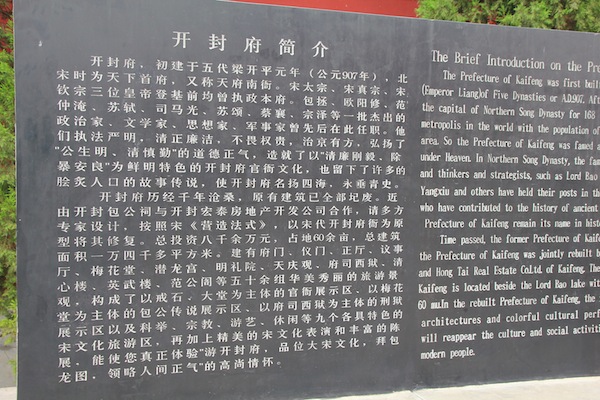 开封府简介
开封府，初建于五代梁开平元年（公元907年），北
宋时为天下首府，又称天府南衙。宋太宗、宋真宗、宋
钦宗三位皇帝登基前均曾执政本府。包拯、欧阳修、范
仲淹、苏轼、司马光、苏颂、蔡襄、宗泽等一批杰出的
政治家、文学家、思想家、军事家曾先后在此任职。他
们执法严明，清正廉洁。不畏权贵，治京有方，弘扬了
“公生明、清慎勤”的道德正气，造就了以“清廉刚毅、除
暴安良”为鲜明特色的开封府官衙文化，也留下了许多的
脍炙人口的故事传说，使开封府名扬四海，永垂青史。
开封府历经千年沧桑，原有建筑已全部圮废。近
由开封包公祠与开封宏泰房地产开发公司合作，请多方
专家设计，按照宋《营造法式》，以宋代开封府衙为原
型将其修复。总投资八千余万元，占地60余亩，总建筑
面积一万四千多平方米。建有府门、仪门、正厅、议事
厅、梅花堂、潜龙宫、明礼院、天庆观、府司西狱、清
心楼、英武楼、范公阁等五十余组华美秀丽的旅游景
观，构成了以戒石。大堂为主体的官衙展示区、以梅花
堂为主体的包公传说展示区、以府司西狱为主体的刑狱
展示区以及科举、宗教、游艺、休闲等九个各具特色的
宋文化旅游区，再加上精美的宋文化表演和丰富的陈
展。能使您真正体验“游开封府，品位大宋文化，拜包
龙图，领略人间正气”的高尚情怀。
The Brief Introduction on the Pre
The Prefecture of Kaifeng was first built
(Emperor Liang)of Five Dynasties or A.D.907. Aft
the capital of Northern Song Dynasty for 168
metropolis in the world with the population of
area. So the Prefecture of Kaifeng was famed a
under Heaven. In Northern Song Dynasty, the fam
and thinkers and strategists, such as Lord Bao
Yangxiu and others have held their posts in the
who have contributed to the history of ancient
Prefecture of Kaifeng remain its name in histo
Time passed, the former Prefecture of Kaife
the Prefecture of Kaifeng was jointly rebuilt b
and Hong Tai Real Estate Co.Ltd. of Kaifeng. The
Kaifeng is located beside the Lord Bao lake wit
60 mu.In the rebuilt Prefecture of Kaifeng, the
architectures and colorful cultural perf
will reappear the culture and social activitie
modern people.